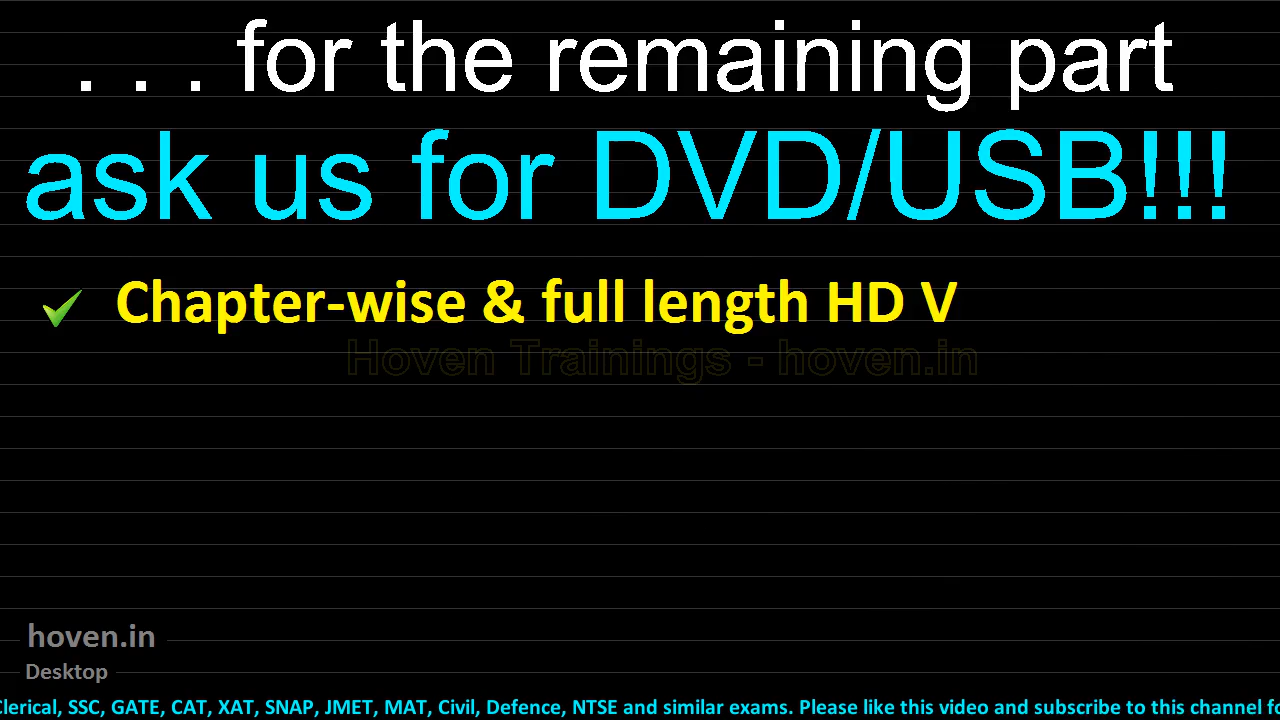 . . . for the remaining part
ask us for DVD/USB!!!
Chapter-wise & full length HD V
Hoven Trainings - hoven.in
hoven.in
Desktop
Clerical, SSC, GATE, CAT, XAT, SNAP, JMET, MAT, Civil, Defence, NTSE and similar exams. Please like this video and subscribe to this channel fo